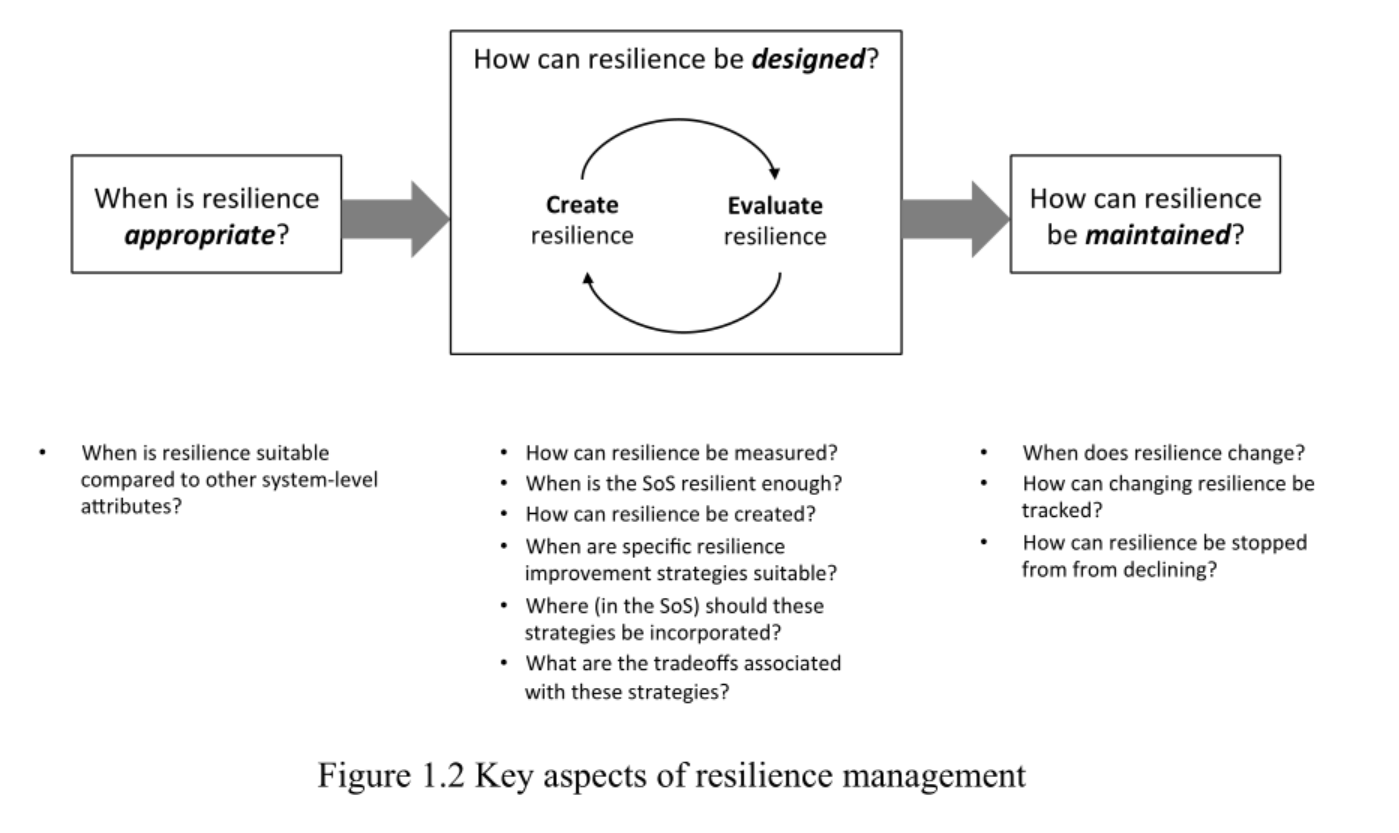 How can resilience be designed?
When is resilience
appropriate?
Create
resilience
Evaluate
resilience
How can resilience
be maintained?
• When is resilience suitable
compared to other system-level
attributes?
• How can resilience be measured?
• When is the SoS resilient enough?
• How can resilience be created?
• When are specific resilience
improvement strategies suitable?
• Where (in the SoS) should these
strategies be incorporated?
• What are the tradeoffs associated
with these strategies?
• When does resilience change?
• How can changing resilience be
tracked?
• How can resilience be stopped
from from declining?
Figure 1.2 Key aspects of resilience management